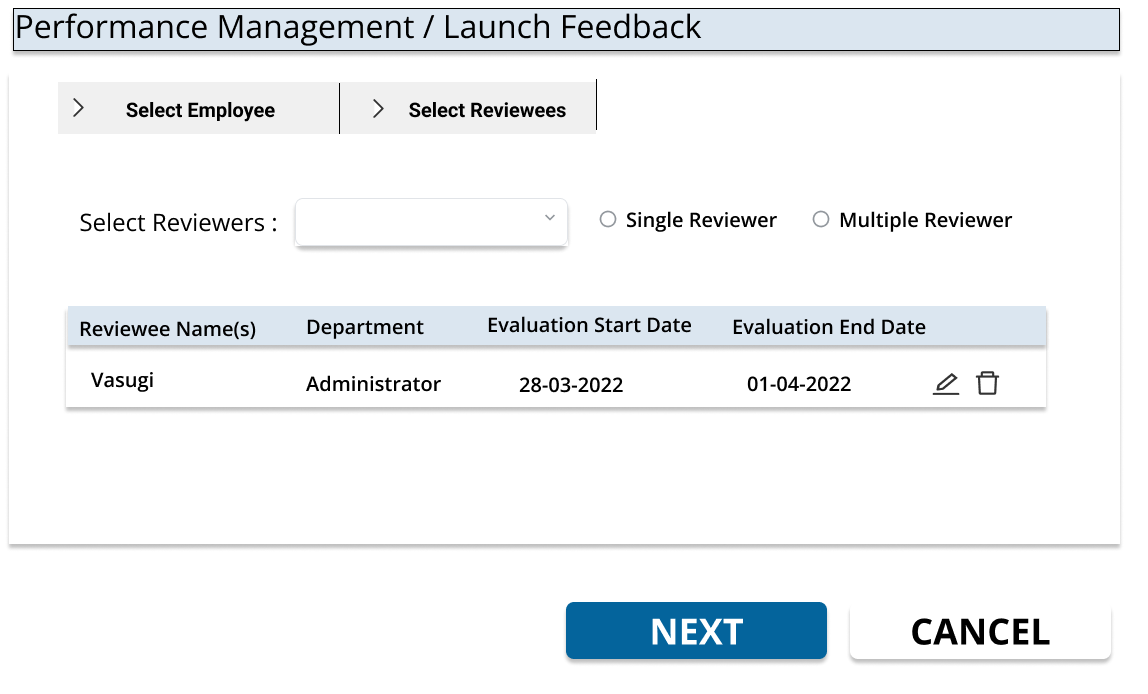 Performance Management / Launch Feedback
Select Employee Select Reviewees
Select Reviewers : Single Reviewer Multiple Reviewer
Reviewee Name(s) Department Evaluation Start Date Evaluation End Date
Vasugi Administrator 28-03-2022 01-04-2022
NEXT CANCEL